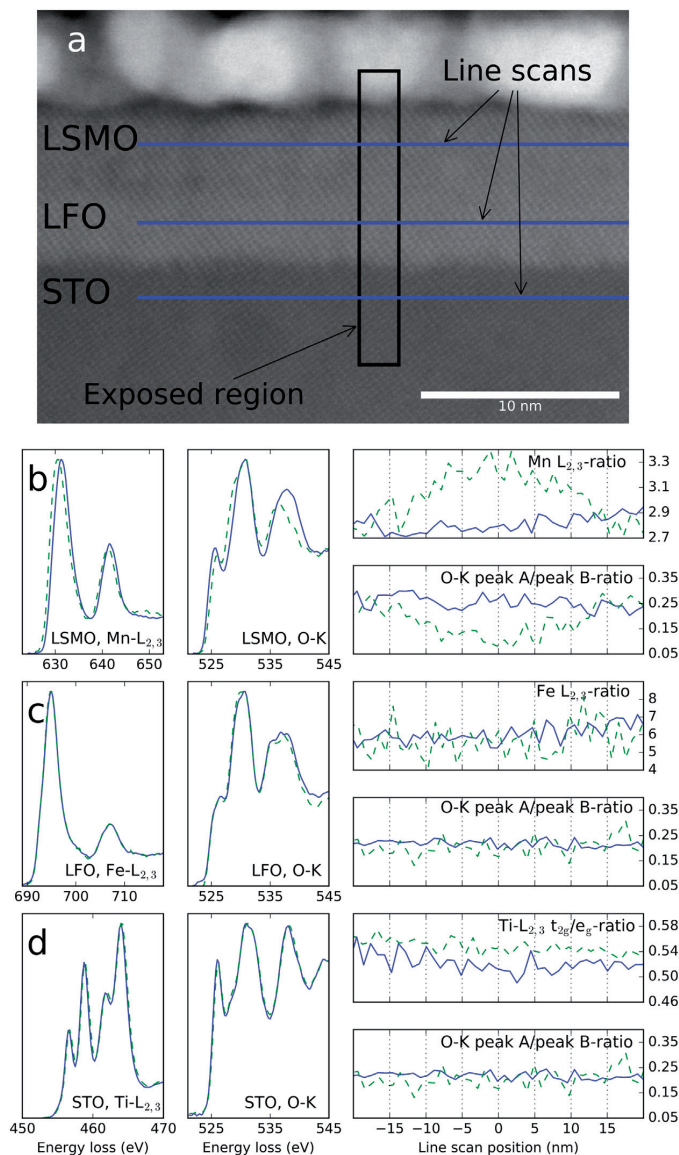 a
Line scans
LSMO
LFO
STO
Exposed region
10 nm
b
LSMO, Mn-L2,3
630 640 650
LSMO, O-K
525 535 545
Mn L2,3-ratio
3.3
3.1
2.9
2.7
O-K peak A/peak B-ratio
0.35
0.25
0.15
0.05
c
LFO, Fe-L2,3
690 700 710
LFO, O-K
525 535 545
Fe L2,3-ratio
8
7
6
5
4
O-K peak A/peak B-ratio
0.35
0.25
0.15
0.05
d
STO, Ti-L2,3
450 460 470
Energy loss (eV)
STO, O-K
525 535 545
Energy loss (eV)
Ti-L2,3 t2g/eg-ratio
0.58
0.54
0.50
0.46
O-K peak A/peak B-ratio
0.35
0.25
0.15
0.05
−15 −10 −5 0 5 10 15
Line scan position (nm)